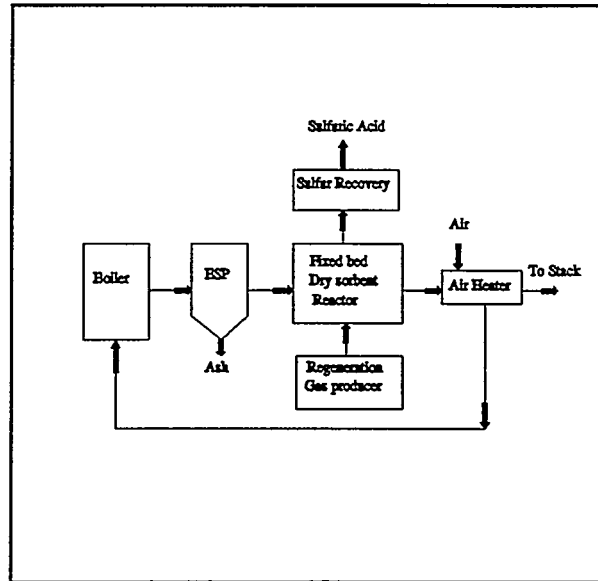 Sulfuric Acid
Sulfur Recovery
Air
Boiler
ESP
Fixed bed
Dry sorbent
Reactor
Air Heater
To Stack
Ash
Regeneration
Gas producer